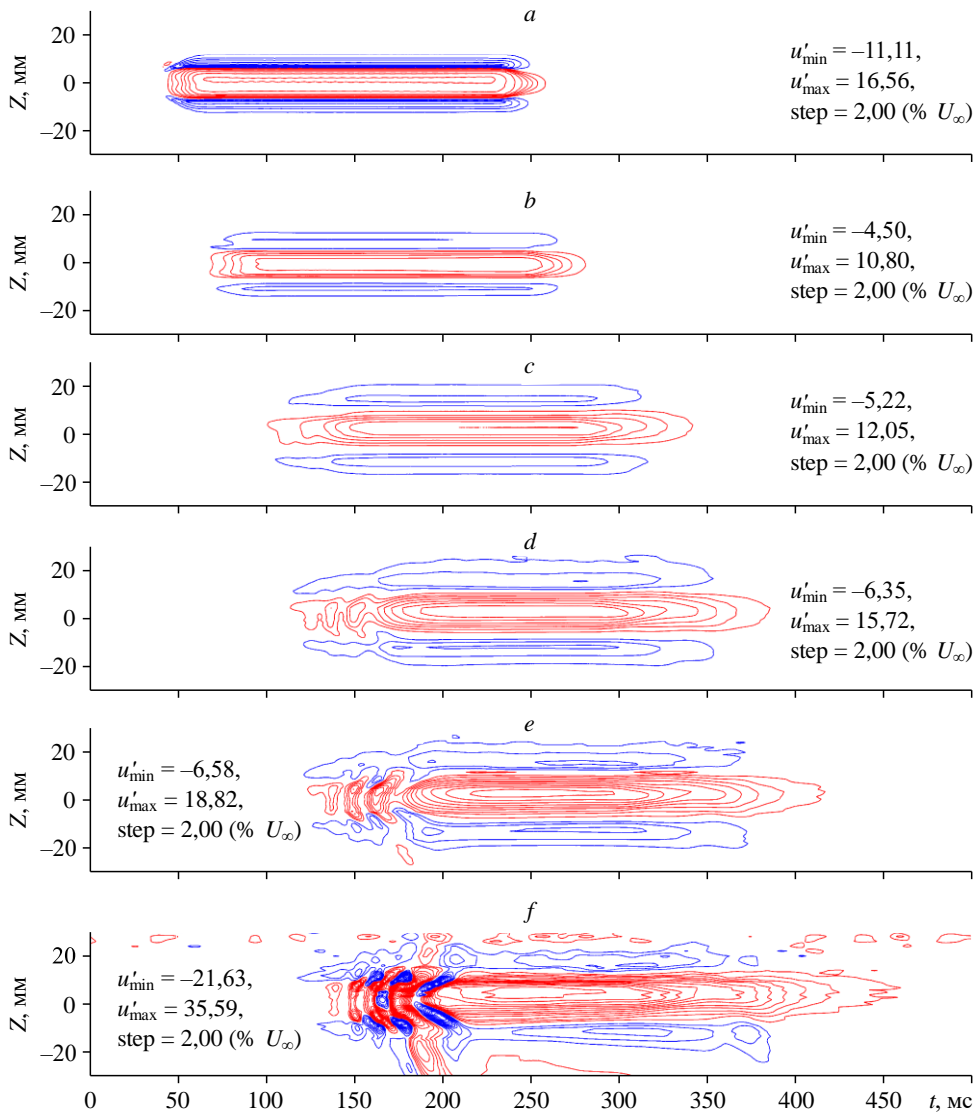 a
20
0
–20
Z, мм
u′min = –11,11,
u′max = 16,56,
step = 2,00 (% U∞)
b
20
0
–20
Z, мм
u′min = –4,50,
u′max = 10,80,
step = 2,00 (% U∞)
c
20
0
–20
Z, мм
u′min = –5,22,
u′max = 12,05,
step = 2,00 (% U∞)
d
20
0
–20
Z, мм
u′min = –6,35,
u′max = 15,72,
step = 2,00 (% U∞)
e
20
0
–20
Z, мм
u′min = –6,58,
u′max = 18,82,
step = 2,00 (% U∞)
f
20
0
–20
Z, мм
u′min = –21,63,
u′max = 35,59,
step = 2,00 (% U∞)
0 50 100 150 200 250 300 350 400 450 t, мс